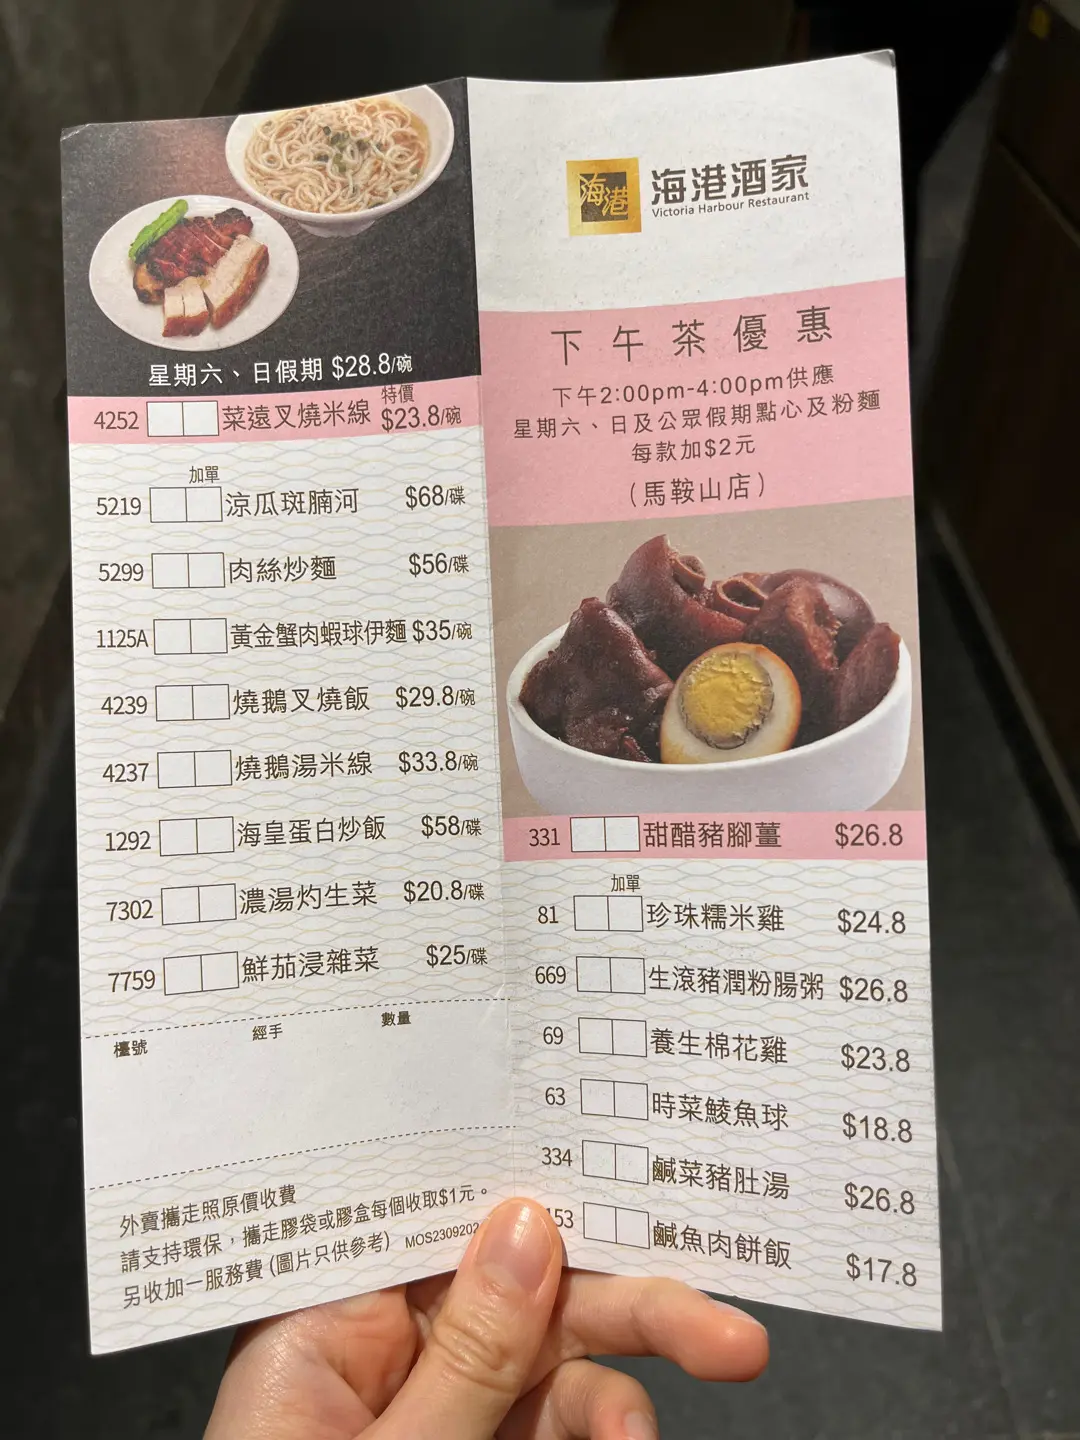 星期六、日假期 $28.8/碗
特價
4252 菜遠叉燒米線 $23.8/碗
加單
5219 涼瓜斑腩河 $68/碟
5299 肉絲炒麵 $56/碟
1125A 黃金蟹肉蝦球伊麵 $35/碗
4239 燒鵝叉燒飯 $29.8/碗
4237 燒鵝湯米線 $33.8/碗
1292 海皇蛋白炒飯 $58/碟
7302 濃湯灼生菜 $20.8/碟
7759 鮮茄浸雜菜 $25/碟
檯號 經手 數量
外賣攜走照原價收費
請支持環保，攜走膠袋或膠盒每個收取$1元。
另收加一服務費 (圖片只供參考) MOS2309202
海港 海港酒家
Victoria Harbour Restaurant
下午茶優惠
下午2:00pm-4:00pm供應
星期六、日及公眾假期點心及粉麵
每款加$2元
（馬鞍山店）
331 甜醋豬腳薑 $26.8
加單
81 珍珠糯米雞 $24.8
669 生滾豬潤粉腸粥 $26.8
69 養生棉花雞 $23.8
63 時菜鯪魚球 $18.8
334 鹹菜豬肚湯 $26.8
153 鹹魚肉餅飯 $17.8